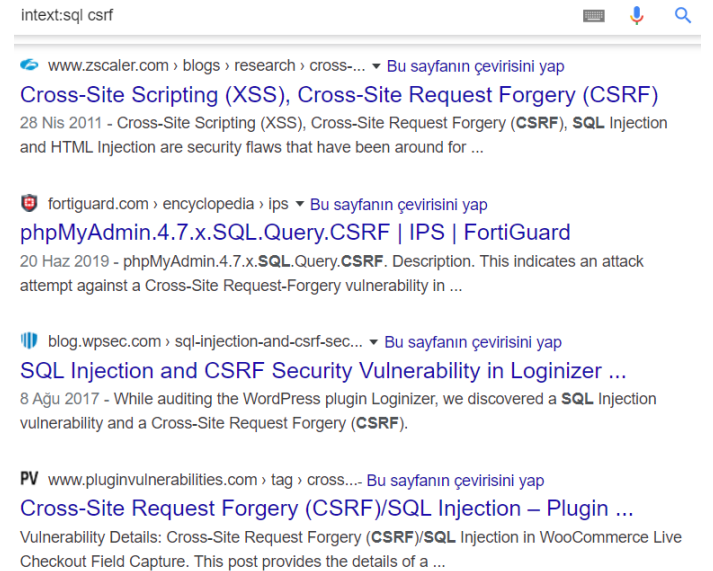 intext:sql csrf
www.zscaler.com › blogs › research › cross-... ▾ Bu sayfanın çevirisini yap
Cross-Site Scripting (XSS), Cross-Site Request Forgery (CSRF)
28 Nis 2011 - Cross-Site Scripting (XSS), Cross-Site Request Forgery (CSRF), SQL Injection
and HTML Injection are security flaws that have been around for ...
fortiguard.com › encyclopedia › ips ▾ Bu sayfanın çevirisini yap
phpMyAdmin.4.7.x.SQL.Query.CSRF | IPS | FortiGuard
20 Haz 2019 - phpMyAdmin.4.7.x.SQL.Query.CSRF. Description. This indicates an attack
attempt against a Cross-Site Request-Forgery vulnerability in ...
blog.wpsec.com › sql-injection-and-csrf-sec... ▾ Bu sayfanın çevirisini yap
SQL Injection and CSRF Security Vulnerability in Loginizer ...
8 Ağu 2017 - While auditing the WordPress plugin Loginizer, we discovered a SQL Injection
vulnerability and a Cross-Site Request Forgery (CSRF).
PV www.pluginvulnerabilities.com › tag › cross...- Bu sayfanın çevirisini yap
Cross-Site Request Forgery (CSRF)/SQL Injection – Plugin ...
Vulnerability Details: Cross-Site Request Forgery (CSRF)/SQL Injection in WooCommerce Live
Checkout Field Capture. This post provides the details of a ...